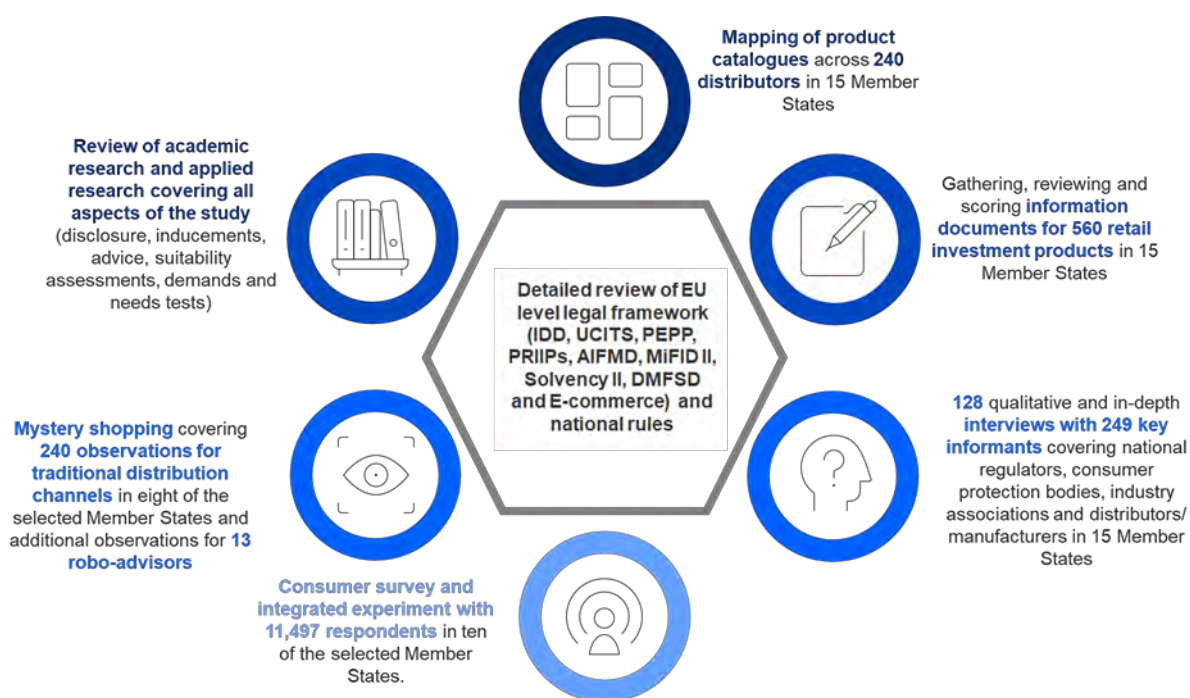 Mapping of product
catalogues across 240
distributors in 15 Member
States
Review of academic
research and applied
research covering all
aspects of the study
(disclosure, inducements,
advice, suitability
assessments, demands and
needs tests)
Gathering, reviewing and
scoring information
documents for 560 retail
investment products in 15
Member States
Detailed review of EU
level legal framework
(IDD, UCITS, PEPP,
PRIIPs, AIFMD, MiFID II,
Solvency II, DMFSD
and E-commerce) and
national rules
Mystery shopping covering
240 observations for
traditional distribution
channels in eight of the
selected Member States and
additional observations for 13
robo-advisors
128 qualitative and in-depth
interviews with 249 key
informants covering national
regulators, consumer
protection bodies, industry
associations and distributors/
manufacturers in 15 Member
States
Consumer survey and
integrated experiment with
11,497 respondents in ten
of the selected Member
States.